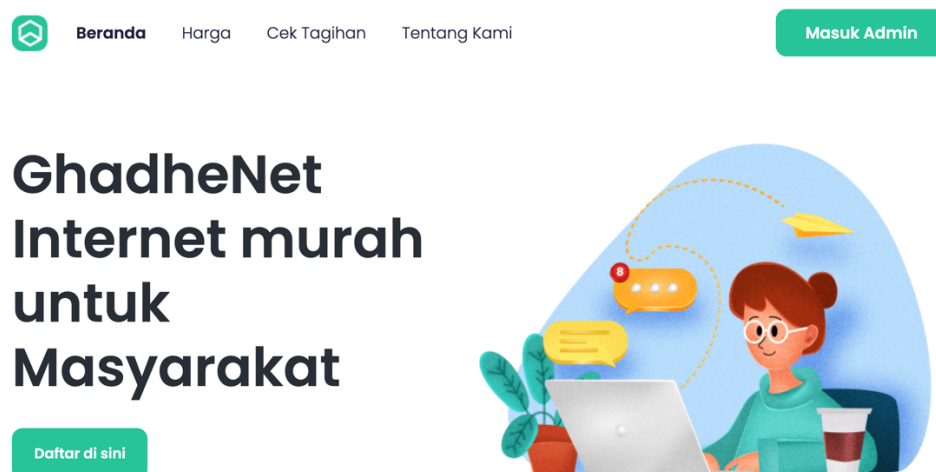 Beranda Harga Cek Tagihan Tentang Kami Masuk Admin
GhadheNet
Internet murah
untuk
Masyarakat
8
Daftar di sini